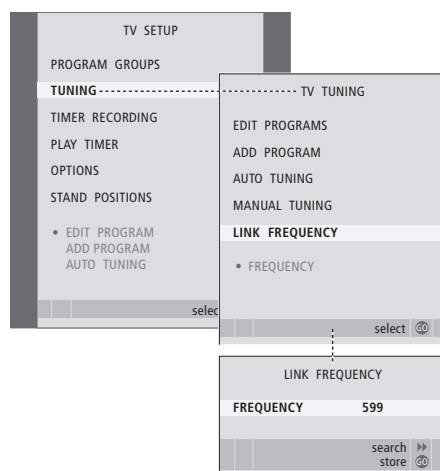 TV SETUP
PROGRAM GROUPS
TUNING
TIMER RECORDING
PLAY TIMER
OPTIONS
STAND POSITIONS
• EDIT PROGRAM
ADD PROGRAM
AUTO TUNING
selec
TV TUNING
EDIT PROGRAMS
ADD PROGRAM
AUTO TUNING
MANUAL TUNING
LINK FREQUENCY
• FREQUENCY
select GO
LINK FREQUENCY
FREQUENCY 599
search
store GO